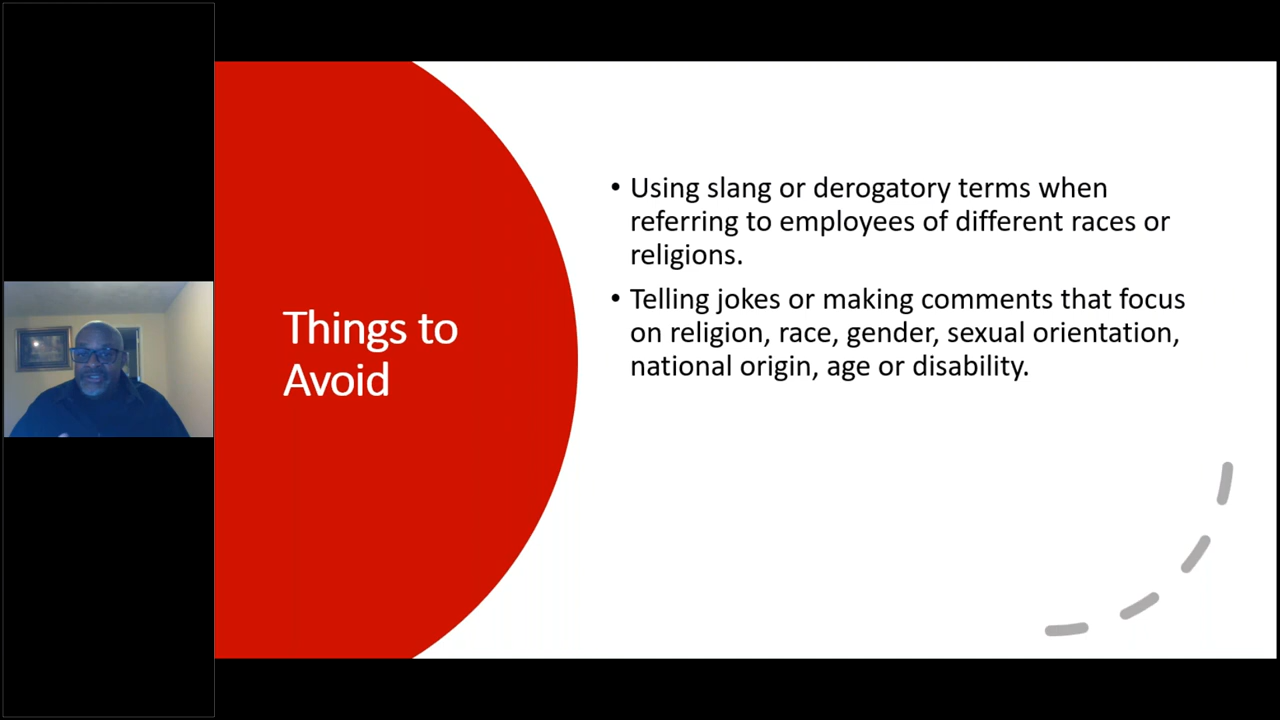 Things to
Avoid
• Using slang or derogatory terms when
referring to employees of different races or
religions.
• Telling jokes or making comments that focus
on religion, race, gender, sexual orientation,
national origin, age or disability.